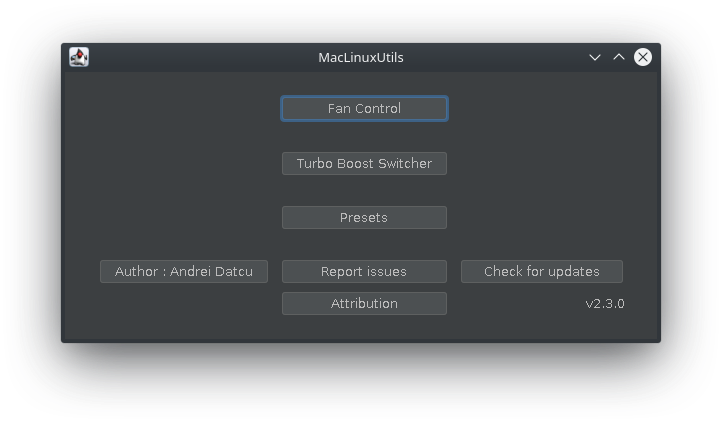 MacLinuxUtils
Fan Control
Turbo Boost Switcher
Presets
Author : Andrei Datcu
Report issues
Check for updates
Attribution
v2.3.0